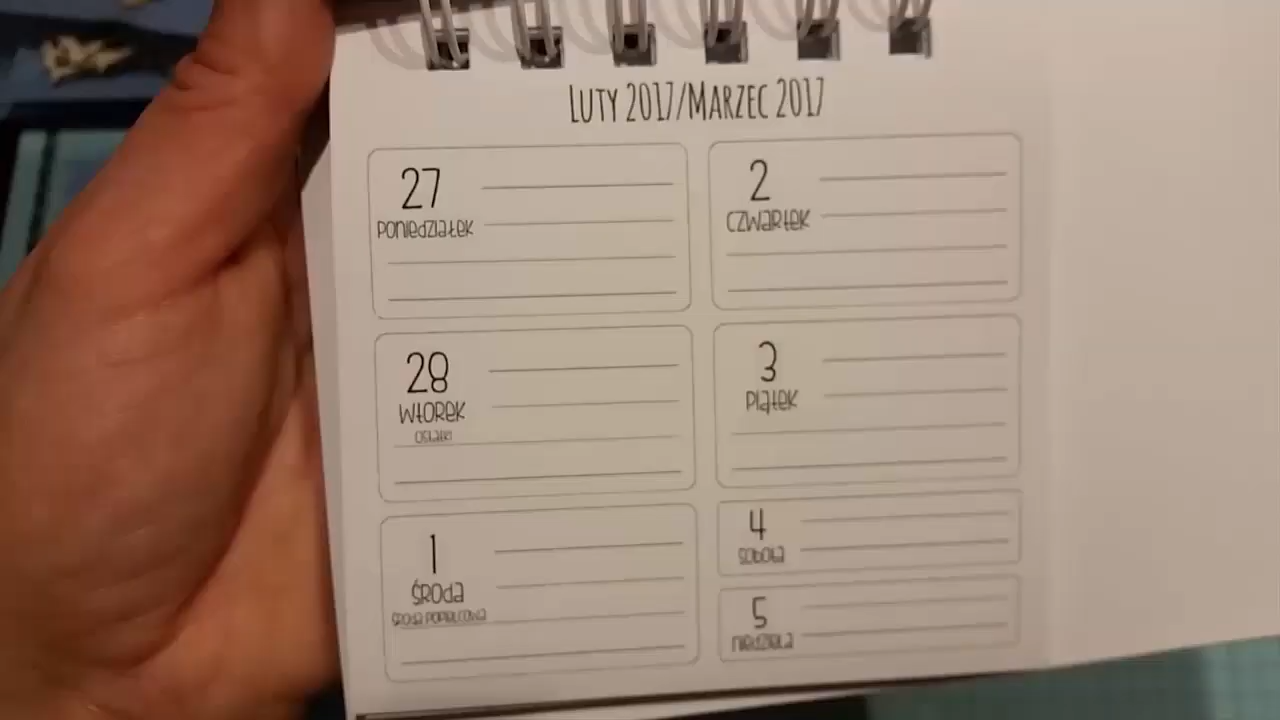 Luty 2017/Marzec 2017
27
Poniedziałek
28
Wtorek
Ostatki
1
Środa
Środa Popielcowa
2
Czwartek
3
Piątek
4
Sobota
5
Niedziela